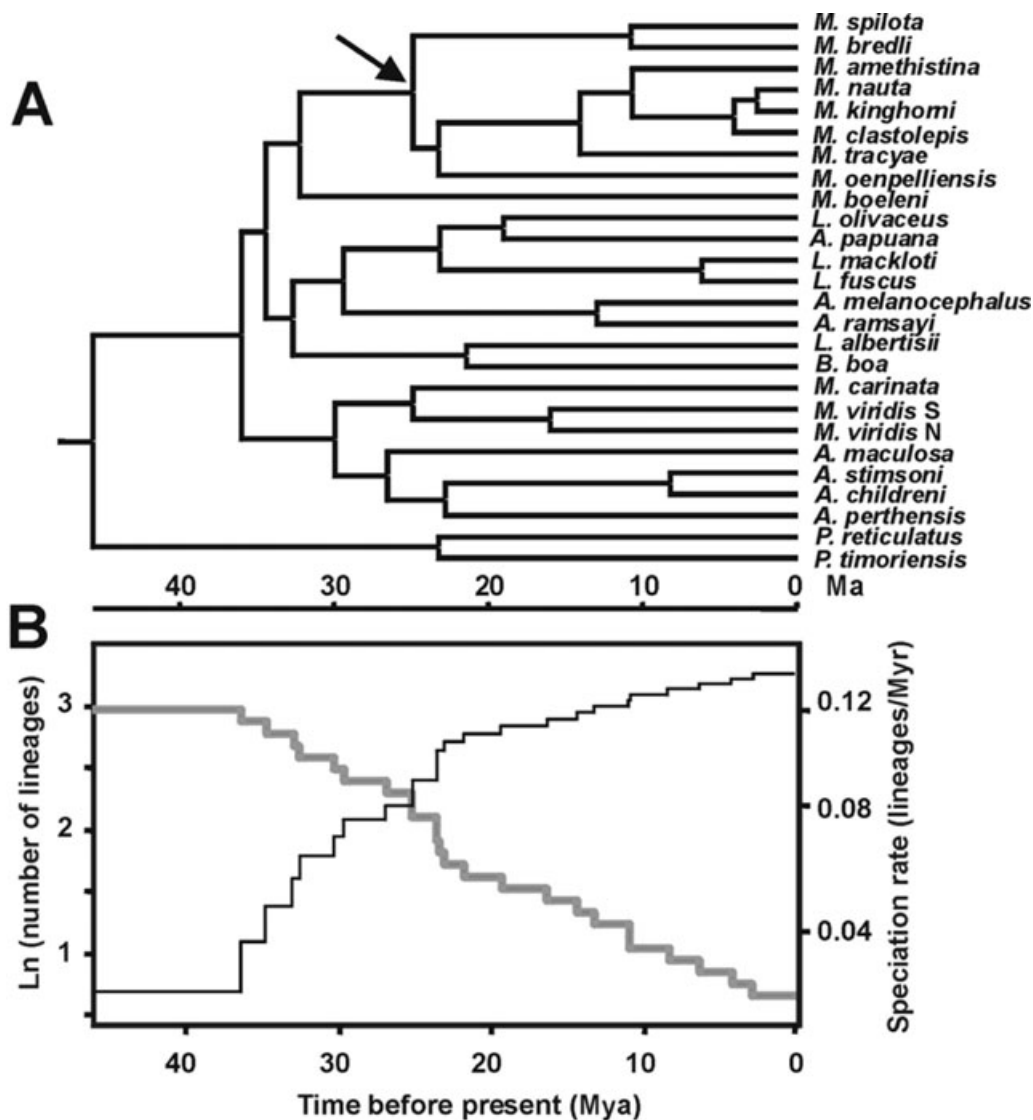 A
M. spilota
M. bredli
M. amethistina
M. nauta
M. kinghorni
M. clastolepis
M. tracyae
M. oenpelliensis
M. boeleni
L. olivaceus
A. papuana
L. mackloti
L. fuscus
A. melanocephalus
A. ramsayi
L. albertisii
B. boa
M. carinata
M. viridis S
M. viridis N
A. maculosa
A. stimsoni
A. childreni
A. perthensis
P. reticulatus
P. timoriensis
40 30 20 10 0 Ma
B
Ln (number of lineages)
3
2
1
0.12
0.08
0.04
Speciation rate (lineages/Myr)
40 30 20 10 0
Time before present (Mya)